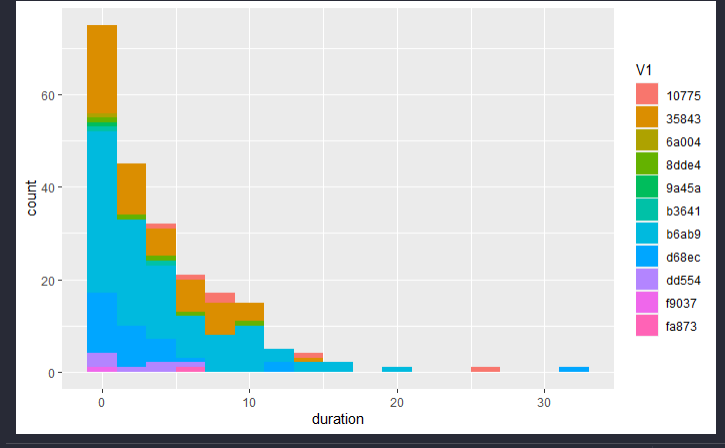 V1
10775
35843
6a004
8dde4
9a45a
b3641
b6ab9
d68ec
dd554
f9037
fa873
count
60
40
20
0
0 10 20 30
duration